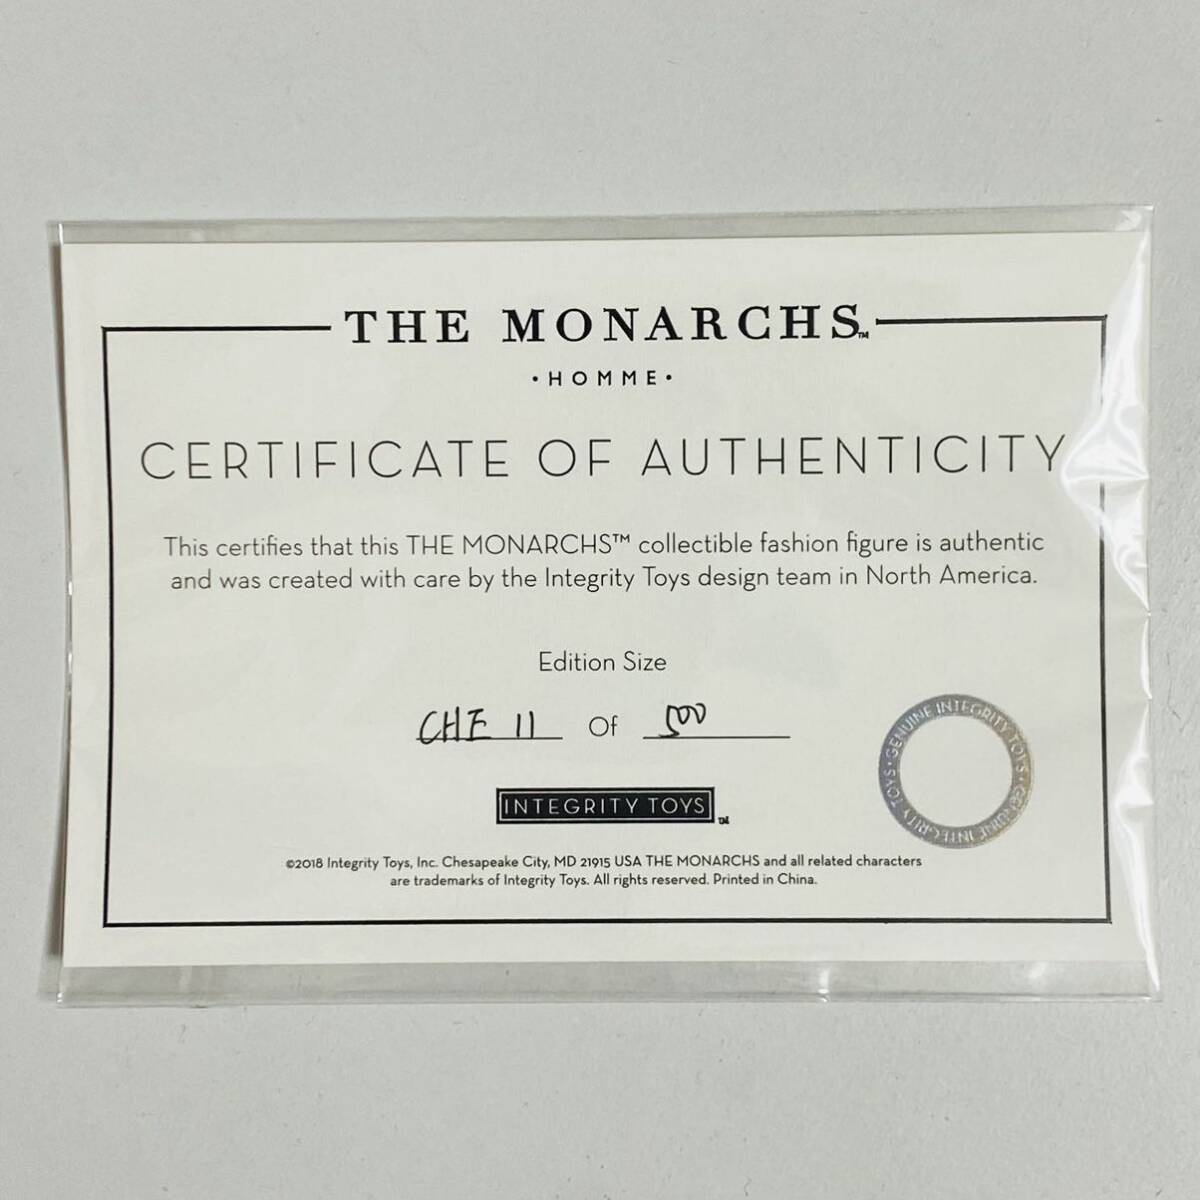 THE MONARCHS™
•HOMME•
CERTIFICATE OF AUTHENTICITY
This certifies that this THE MONARCHS™ collectible fashion figure is authentic
and was created with care by the Integrity Toys design team in North America.
Edition Size
CHE 11 Of 500
GENUINE INTEGRITY TOYS • GENUINE INTEGRITY TOYS •
INTEGRITY TOYS™
©2018 Integrity Toys, Inc. Chesapeake City, MD 21915 USA THE MONARCHS and all related characters
are trademarks of Integrity Toys. All rights reserved. Printed in China.